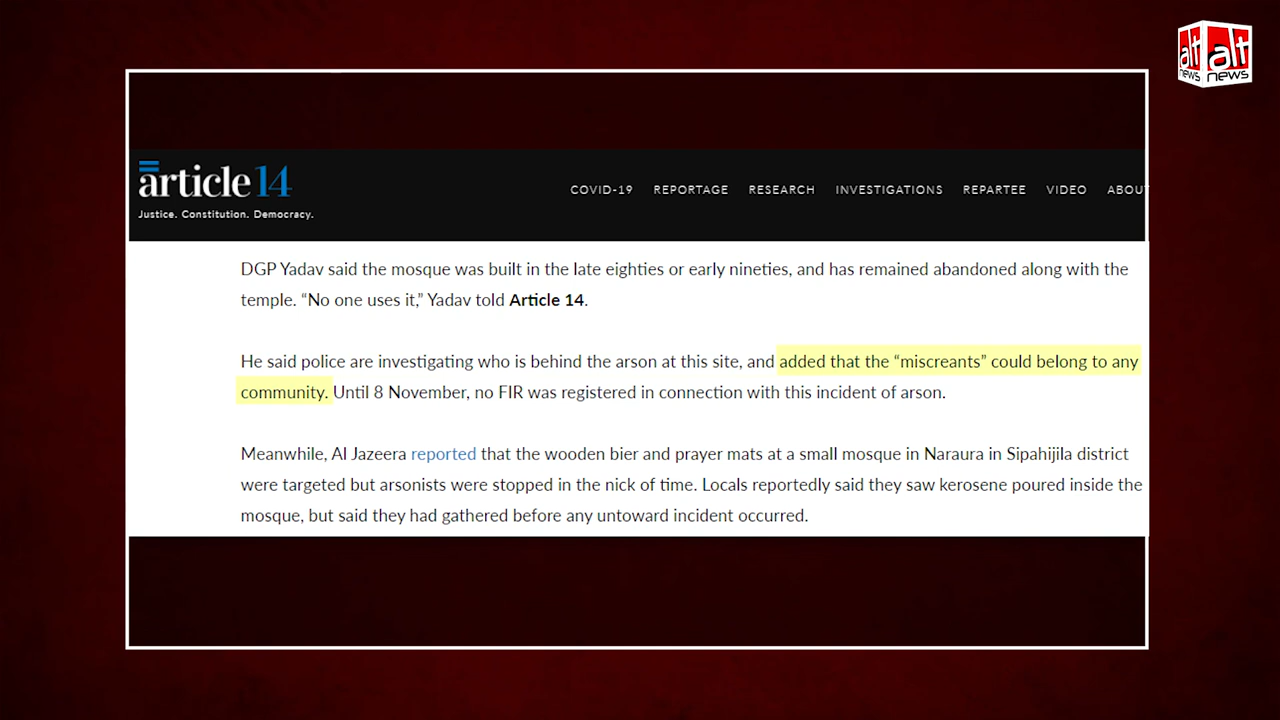 alt alt
news news
article14
Justice. Constitution. Democracy.
COVID-19 REPORTAGE RESEARCH INVESTIGATIONS REPARTEE VIDEO ABOU
DGP Yadav said the mosque was built in the late eighties or early nineties, and has remained abandoned along with the
temple. “No one uses it,” Yadav told Article 14.
He said police are investigating who is behind the arson at this site, and added that the “miscreants” could belong to any
community. Until 8 November, no FIR was registered in connection with this incident of arson.
Meanwhile, Al Jazeera reported that the wooden bier and prayer mats at a small mosque in Naraura in Sipahijila district
were targeted but arsonists were stopped in the nick of time. Locals reportedly said they saw kerosene poured inside the
mosque, but said they had gathered before any untoward incident occurred.